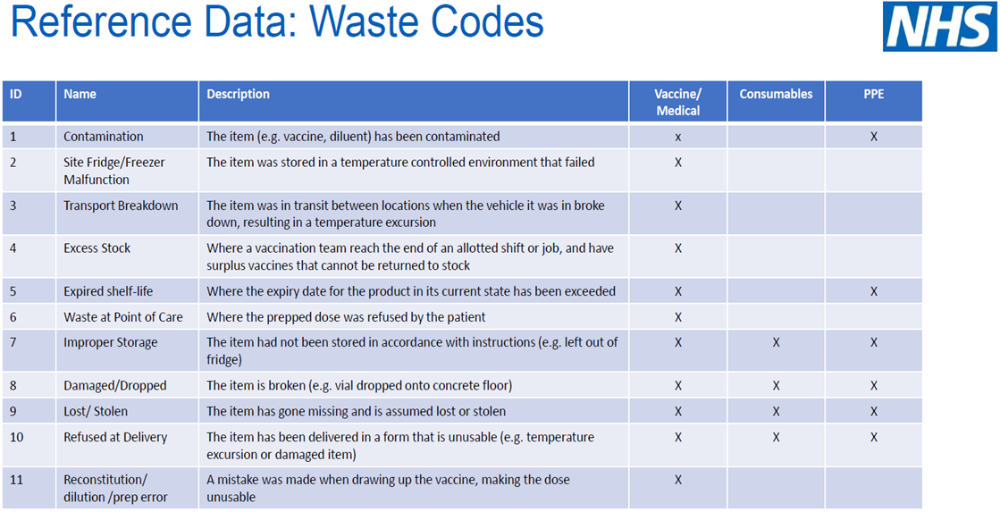 Reference Data: Waste Codes
NHS
ID Name Description Vaccine/ Consumables PPE
Medical
1 Contamination The item (e.g. vaccine, diluent) has been contaminated x X
2 Site Fridge/Freezer The item was stored in a temperature controlled environment that failed X
Malfunction
3 Transport Breakdown The item was in transit between locations when the vehicle it was in broke X
down, resulting in a temperature excursion
4 Excess Stock Where a vaccination team reach the end of an allotted shift or job, and have X
surplus vaccines that cannot be returned to stock
5 Expired shelf-life Where the expiry date for the product in its current state has been exceeded X X
6 Waste at Point of Care Where the prepped dose was refused by the patient X
7 Improper Storage The item had not been stored in accordance with instructions (e.g. left out of X X X
fridge)
8 Damaged/Dropped The item is broken (e.g. vial dropped onto concrete floor) X X X
9 Lost/ Stolen The item has gone missing and is assumed lost or stolen X X X
10 Refused at Delivery The item has been delivered in a form that is unusable (e.g. temperature X X X
excursion or damaged item)
11 Reconstitution/ A mistake was made when drawing up the vaccine, making the dose X
dilution /prep error unusable